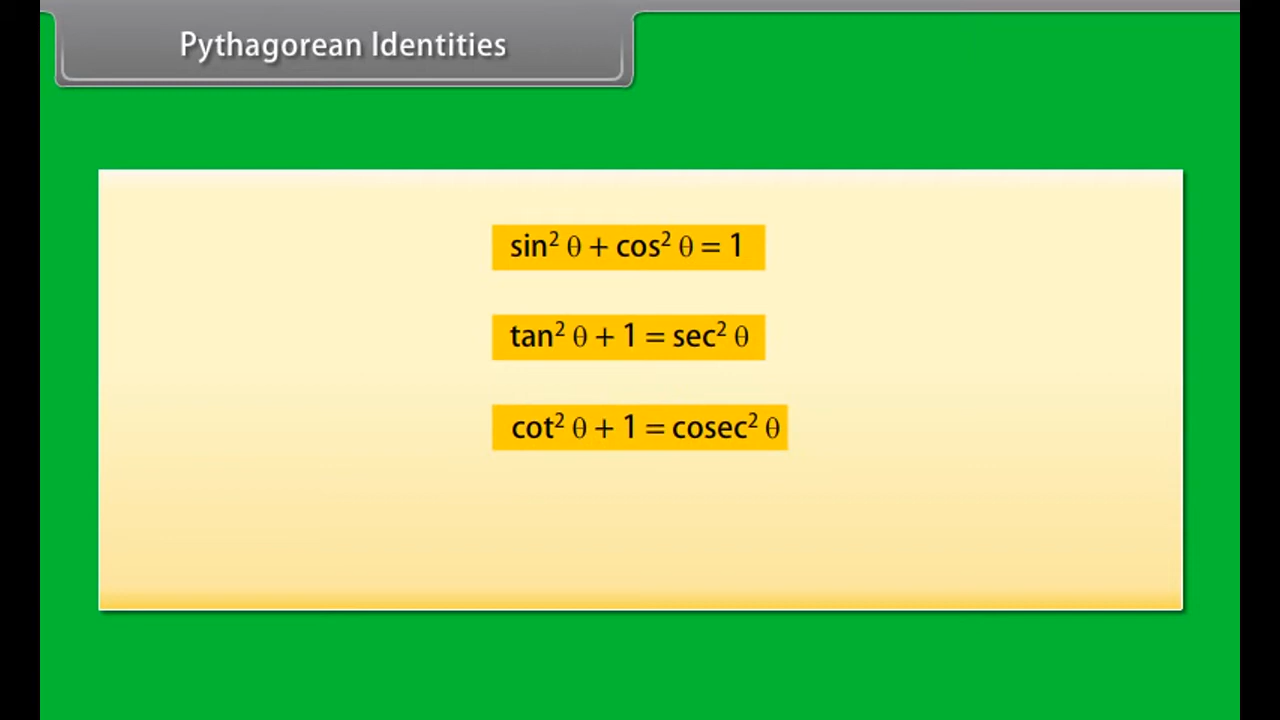 Pythagorean Identities
sin² θ + cos² θ = 1
tan² θ + 1 = sec² θ
cot² θ + 1 = cosec² θ